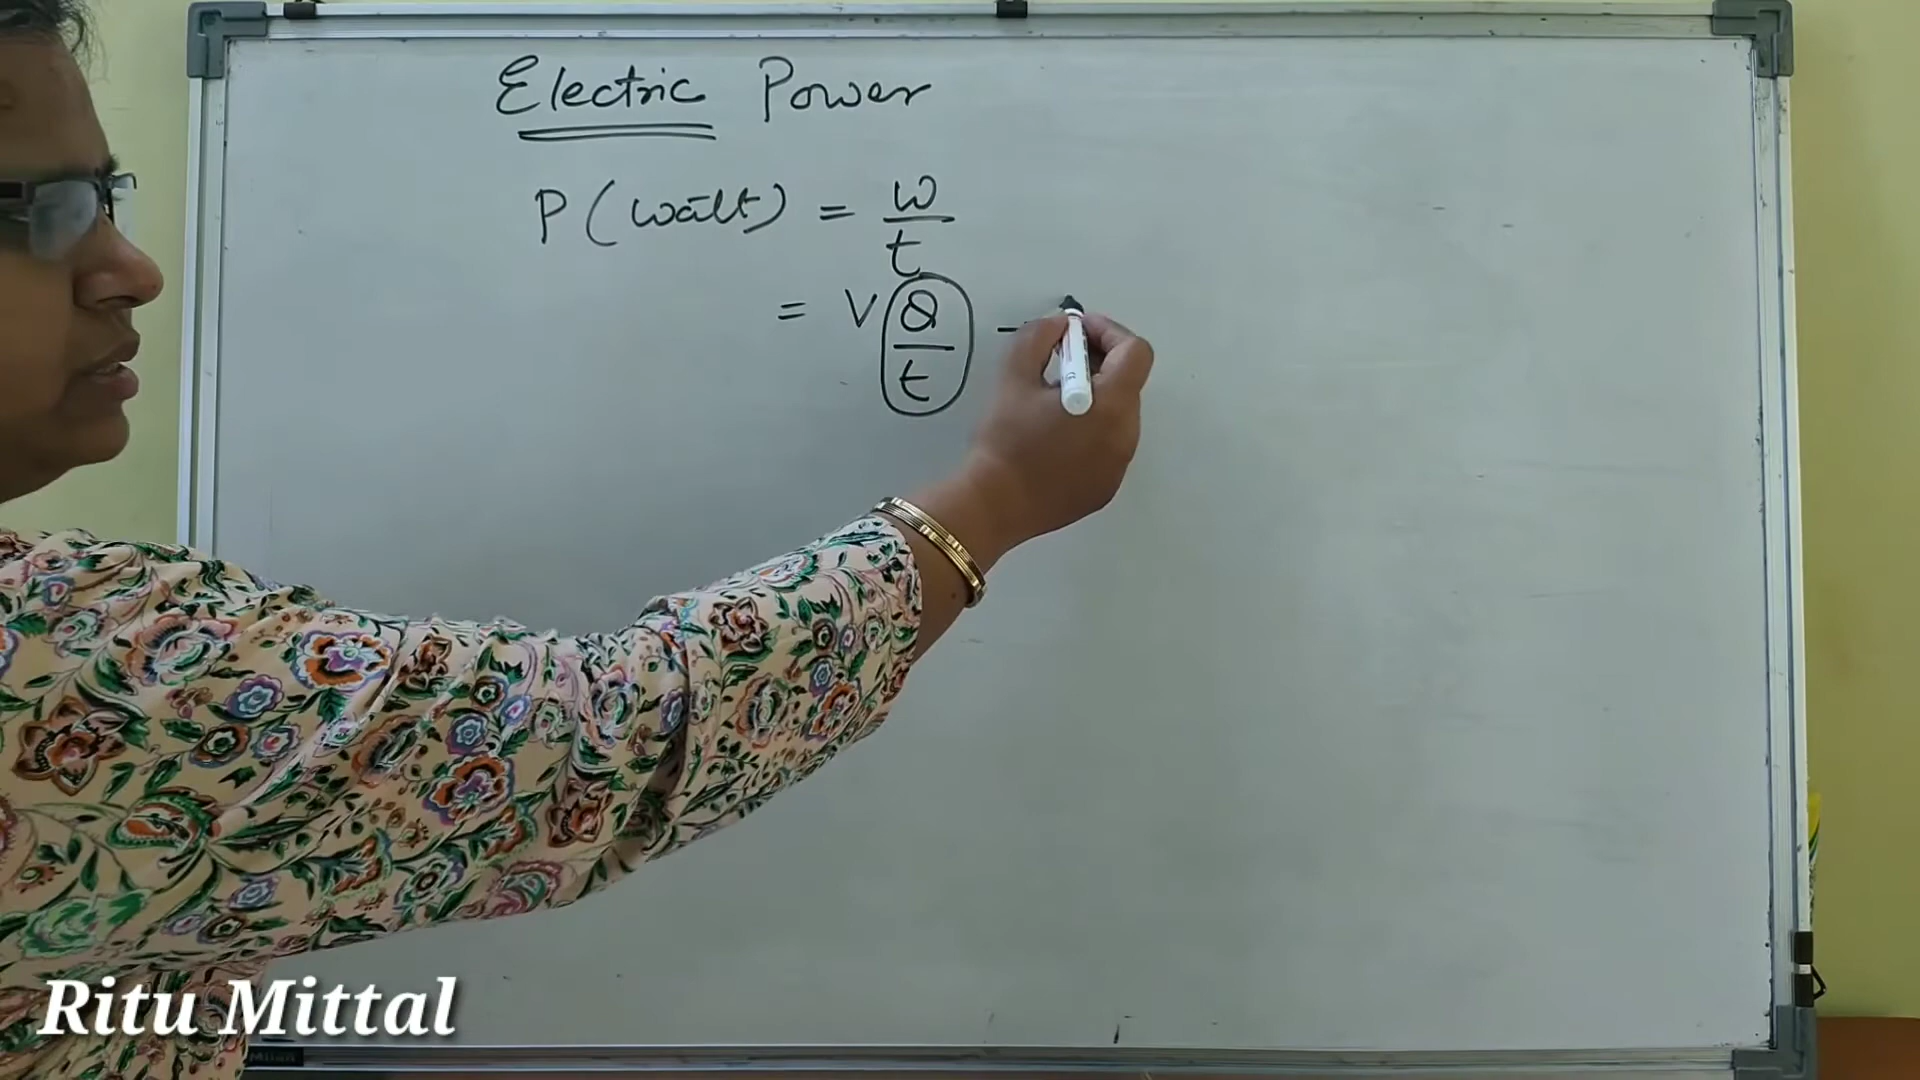 Electric Power
P (watt) = W/t
= V Q/t →
Ritu Mittal